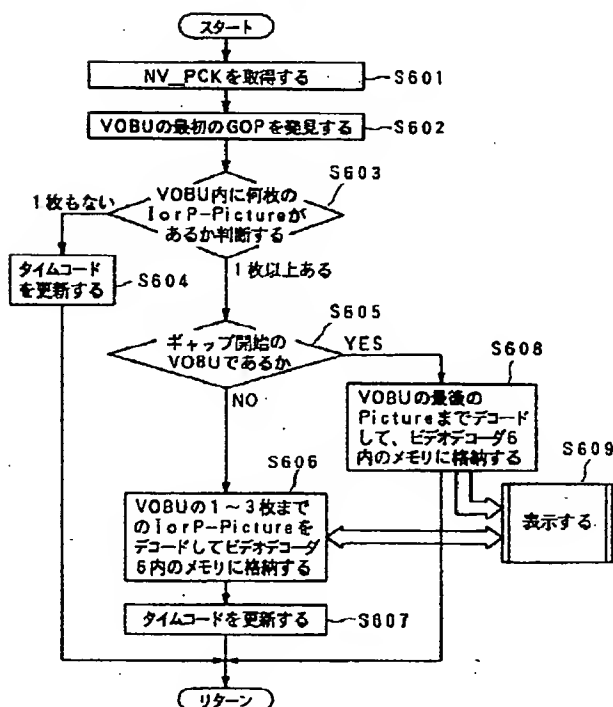 スタート
NV_PCKを取得する
S601
VOBUの最初のGOPを発見する
S602
VOBU内に何枚の
IorP-Pictureが
あるか判断する
S603
1枚もない
タイムコード
を更新する
S604
1枚以上ある
ギャップ開始の
VOBUであるか
S605
YES
NO
VOBUの最後の
Pictureまでデコード
して、ビデオデコーダ6
内のメモリに格納する
S608
S609
表示する
S606
VOBUの1～3枚まで
のIorP-Pictureを
デコードしてビデオデコーダ
6内のメモリに格納する
タイムコードを更新する
S607
リターン